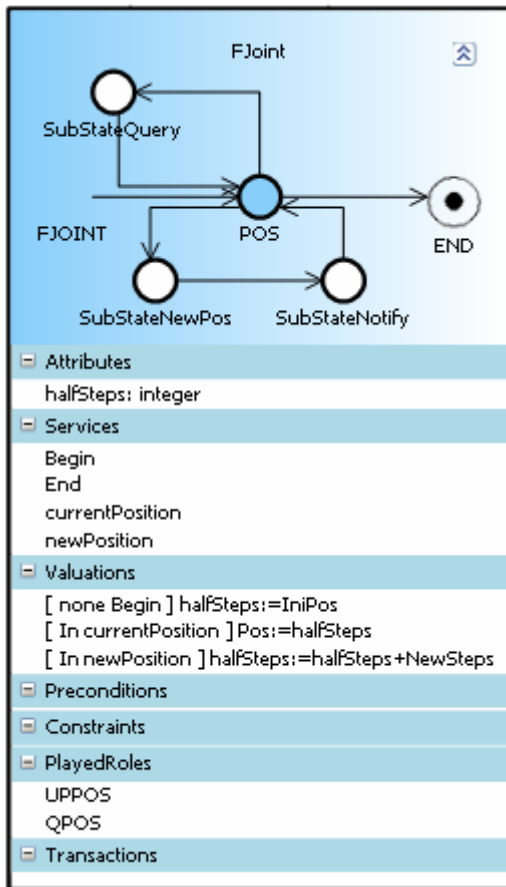 FJoint
SubStateQuery
FJOINT
POS
END
SubStateNewPos SubStateNotify
Attributes
halfSteps: integer
Services
Begin
End
currentPosition
newPosition
Valuations
[ none Begin ] halfSteps:=IniPos
[ In currentPosition ] Pos:=halfSteps
[ In newPosition ] halfSteps:=halfSteps+NewSteps
Preconditions
Constraints
PlayedRoles
UPPOS
QPOS
Transactions